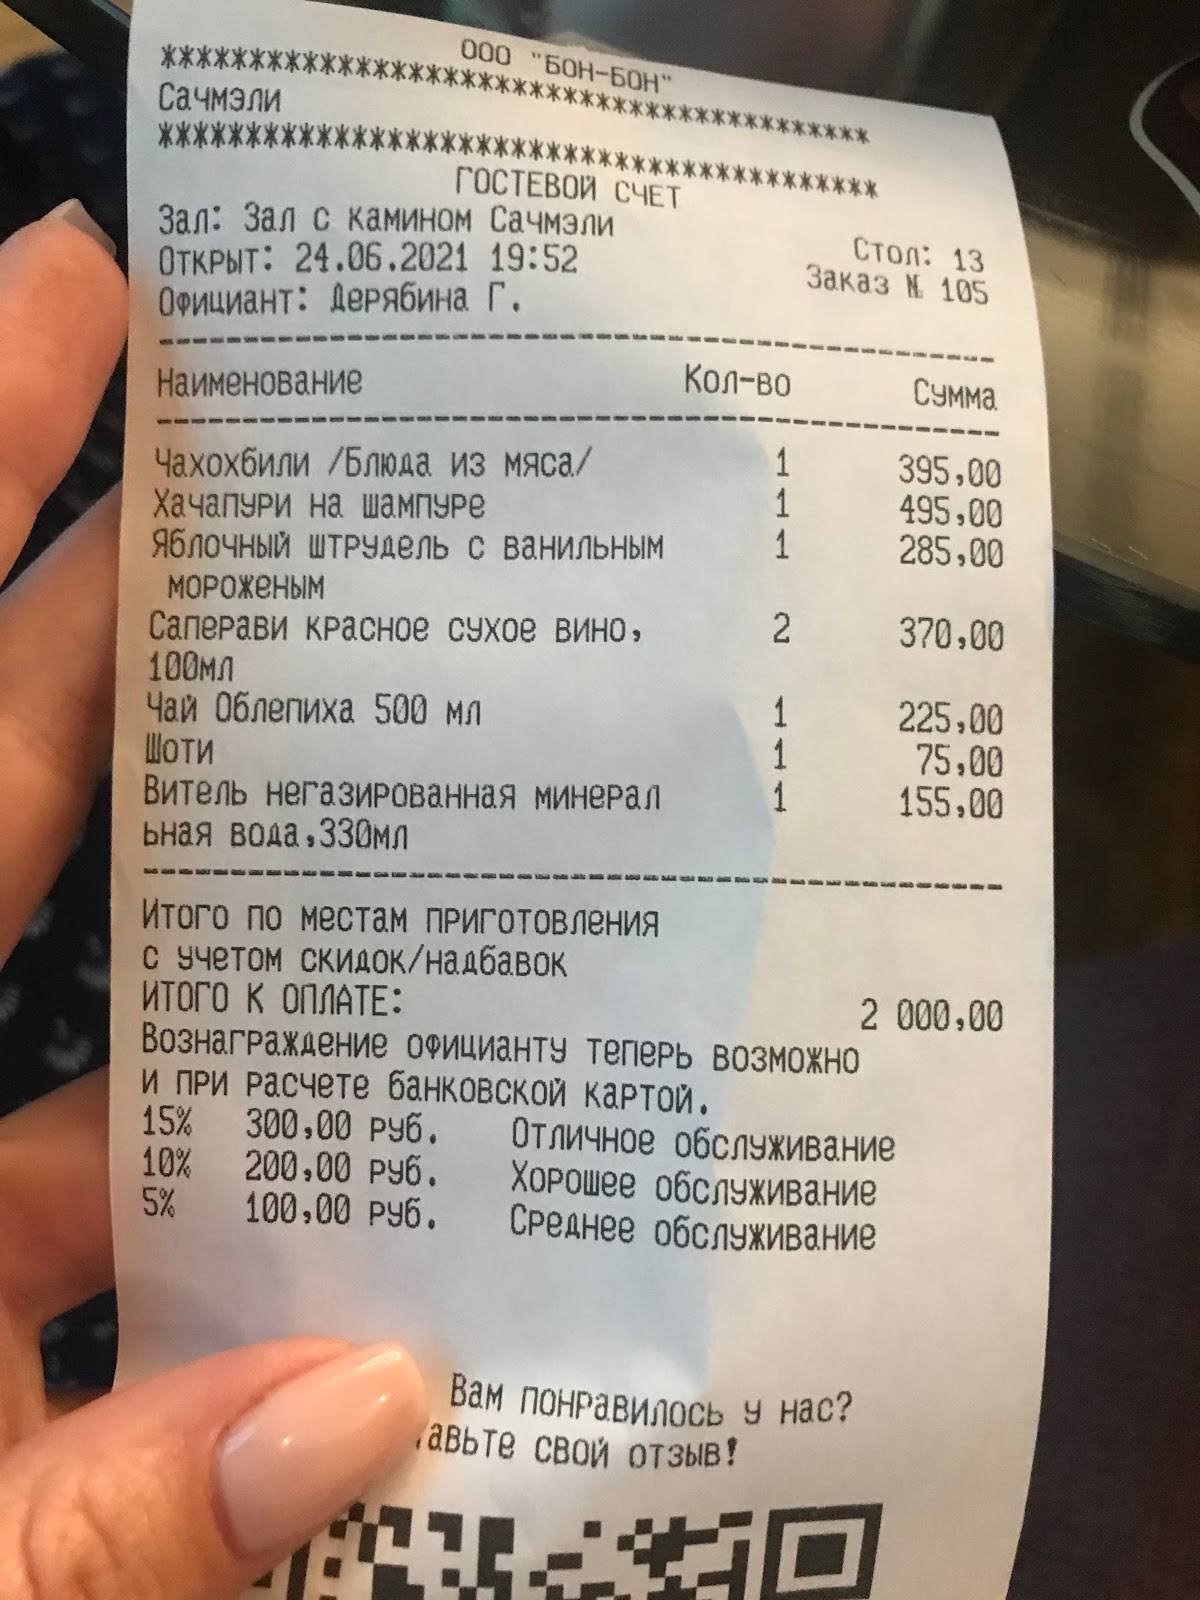 ООО "БОН-БОН"
******************************************
Сачмэли
******************************************
ГОСТЕВОЙ СЧЕТ
Зал: Зал с камином Сачмэли Стол: 13
Открыт: 24.06.2021 19:52 Заказ № 105
Официант: Дерябина Г.
Наименование Кол-во Сумма
Чахохбили /Блюда из мяса/ 1 395,00
Хачапури на шампуре 1 495,00
Яблочный штрудель с ванильным 1 285,00
мороженым
Саперави красное сухое вино, 2 370,00
100мл
Чай Облепиха 500 мл 1 225,00
Шоти 1 75,00
Витель негазированная минерал 1 155,00
ьная вода,330мл
Итого по местам приготовления
с учетом скидок/надбавок
ИТОГО К ОПЛАТЕ: 2 000,00
Вознаграждение официанту теперь возможно
и при расчете банковской картой.
15% 300,00 руб. Отличное обслуживание
10% 200,00 руб. Хорошее обслуживание
5% 100,00 руб. Среднее обслуживание
Вам понравилось у нас?
свой отзыв!